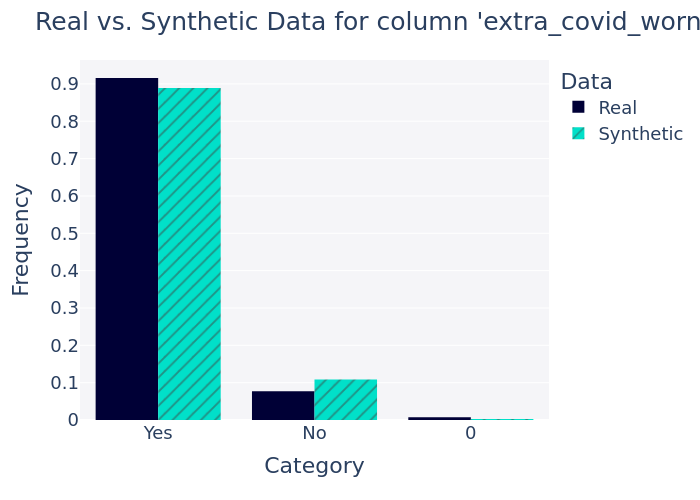 Real vs. Synthetic Data for column 'extra_covid_worn
Data
Real
Synthetic
Frequency
0.9
0.8
0.7
0.6
0.5
0.4
0.3
0.2
0.1
0
Yes No 0
Category